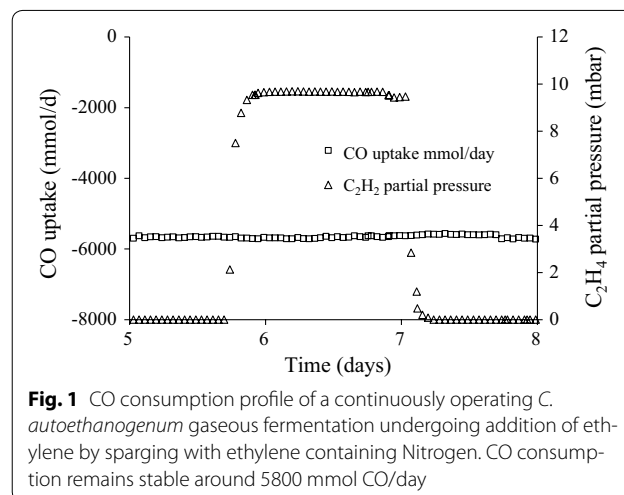 0
-2000
-4000
-6000
-8000
CO uptake (mmol/d)
12
10
8
6
4
2
0
C₂H₄ partial pressure (mbar)
CO uptake mmol/day
C₂H₂ partial pressure
5
6
7
8
Time (days)
Fig. 1 CO consumption profile of a continuously operating C.
autoethanogenum gaseous fermentation undergoing addition of eth-
ylene by sparging with ethylene containing Nitrogen. CO consump-
tion remains stable around 5800 mmol CO/day